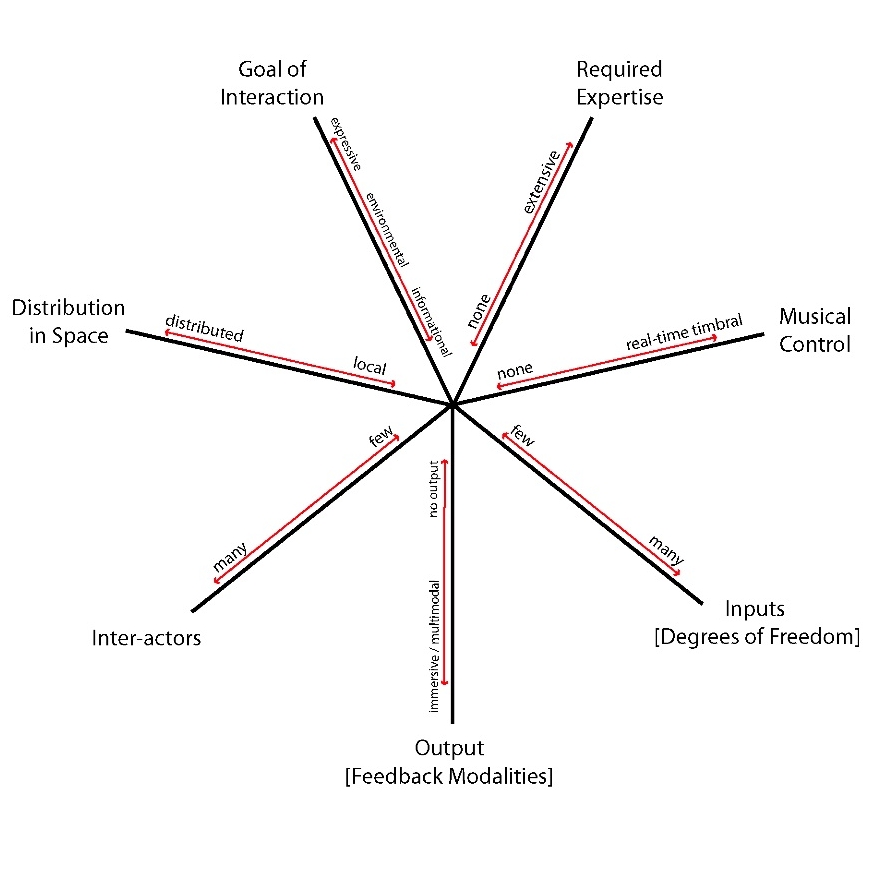 Goal of
Interaction
Required
Expertise
expressive
environmental
informational
extensive
none
Distribution
in Space
distributed
local
Musical
Control
real-time timbral
none
few
many
Inter-actors
few
many
Inputs
[Degrees of Freedom]
no output
immersive / multimodal
Output
[Feedback Modalities]